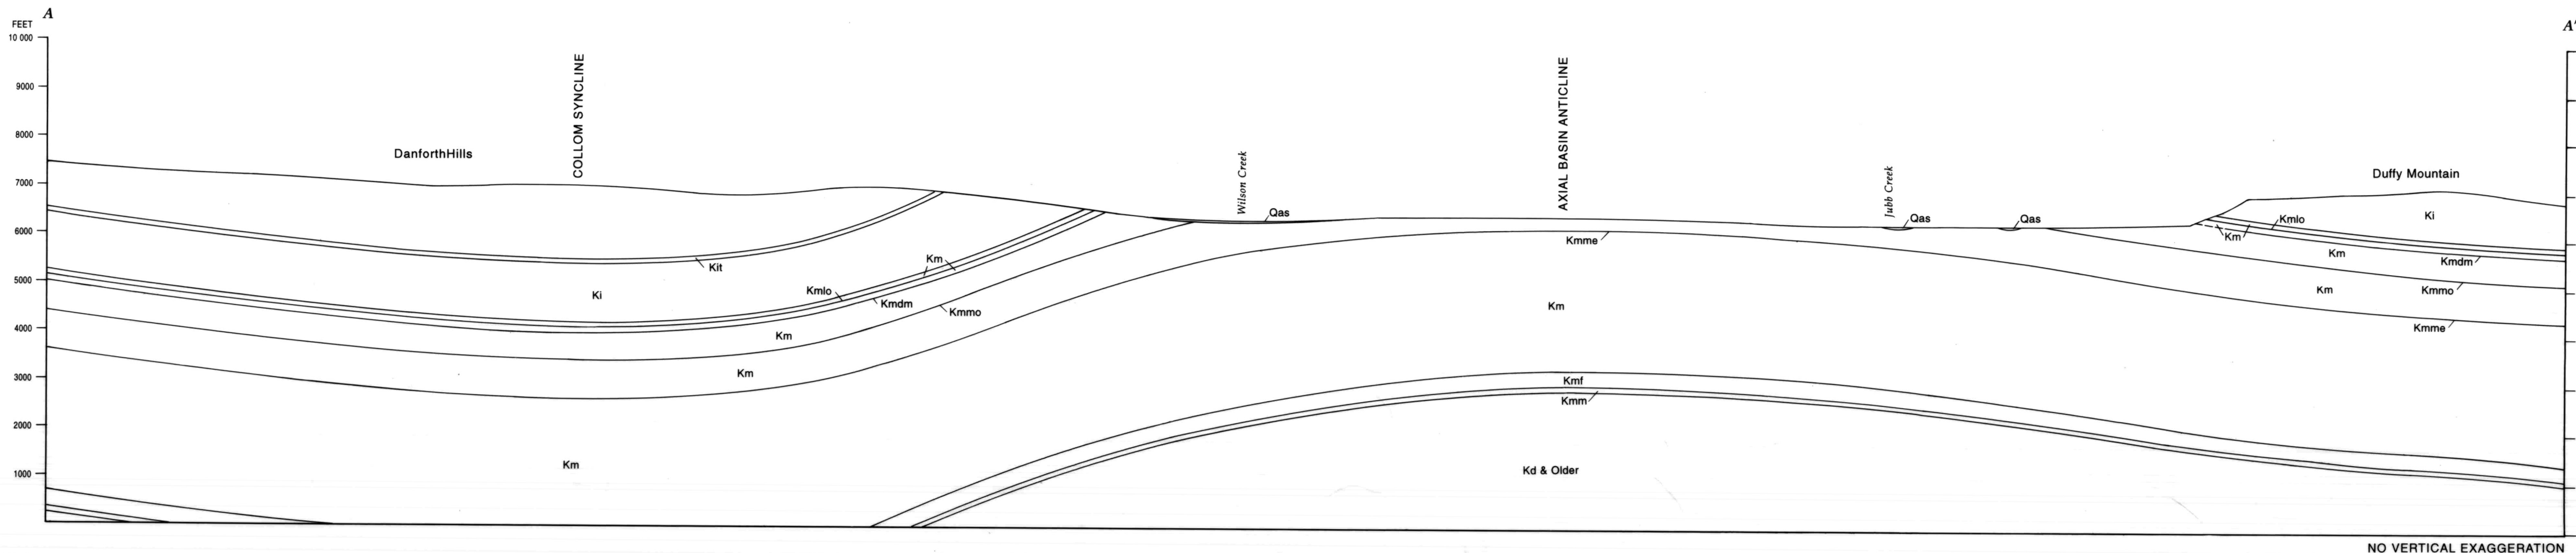 A
A'
FEET
10 000
9000
8000
7000
6000
5000
4000
3000
2000
1000
DanforthHills
COLLOM SYNCLINE
Wilson Creek
AXIAL BASIN ANTICLINE
Jubb Creek
Duffy Mountain
Qas
Qas
Qas
Kmlo
Ki
Km
Kmme
Km
Kit
Km
Kmdm
Ki
Kmlo
Kmdm
Kmmo
Km
Km
Kmmo
Km
Kmme
Km
Kmf
Kmm
Km
Kd & Older
NO VERTICAL EXAGGERATION